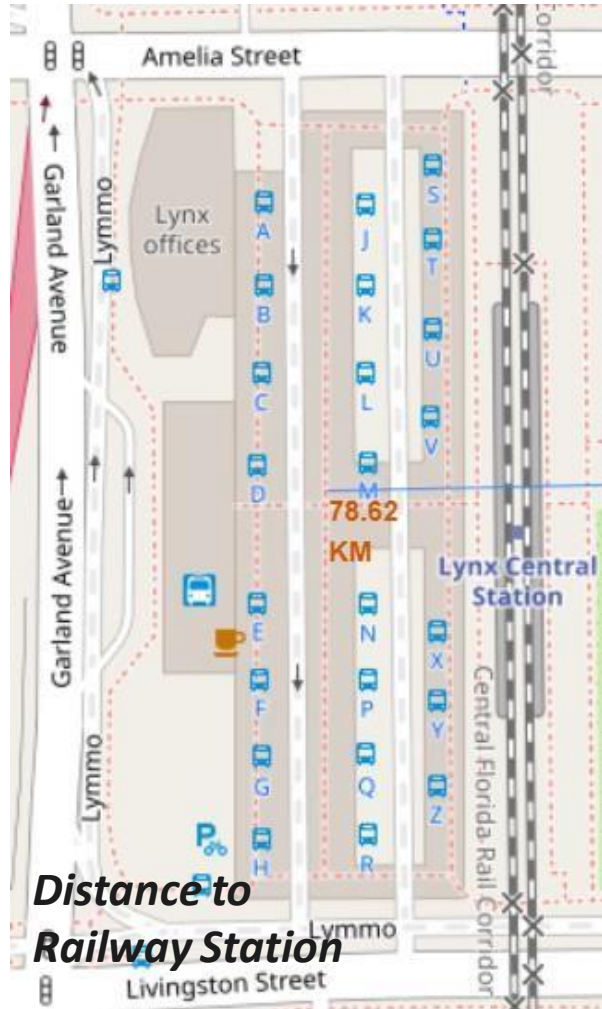 Corridor
Amelia Street
Garland Avenue
Lymmo
Lynx
offices
A
B
C
D
J
K
L
M
S
T
U
V
78.62
KM
Lynx Central
Station
Garland Avenue→
E
F
G
H
N
P
Q
R
X
Y
Z
Central Florida Rail Corridor
Lymmo
P
Distance to
Railway Station
Lymmo
Livingston Street